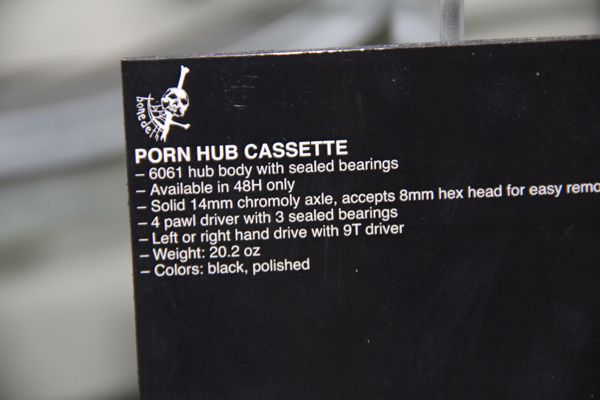 bonedeth
PORN HUB CASSETTE
– 6061 hub body with sealed bearings
– Available in 48H only
– Solid 14mm chromoly axle, accepts 8mm hex head for easy remo
– 4 pawl driver with 3 sealed bearings
– Left or right hand drive with 9T driver
– Weight: 20.2 oz
– Colors: black, polished